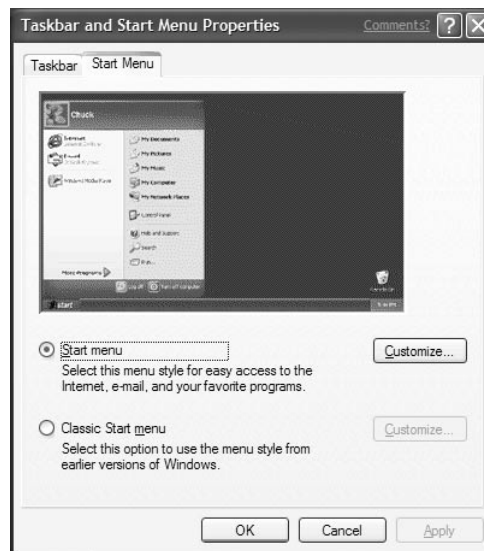 Taskbar and Start Menu Properties Comments? ? X
Taskbar Start Menu
Chuck
Internet
My Documents
My Pictures
E-mail
My Music
Windows Media Player
My Computer
My Network Places
Control Panel
Help and Support
Search
Run...
More Programs
Log off Turn off computer
start
Start menu Customize...
Select this menu style for easy access to the
Internet, e-mail, and your favorite programs.
Classic Start menu Customize...
Select this option to use the menu style from
earlier versions of Windows.
OK Cancel Apply